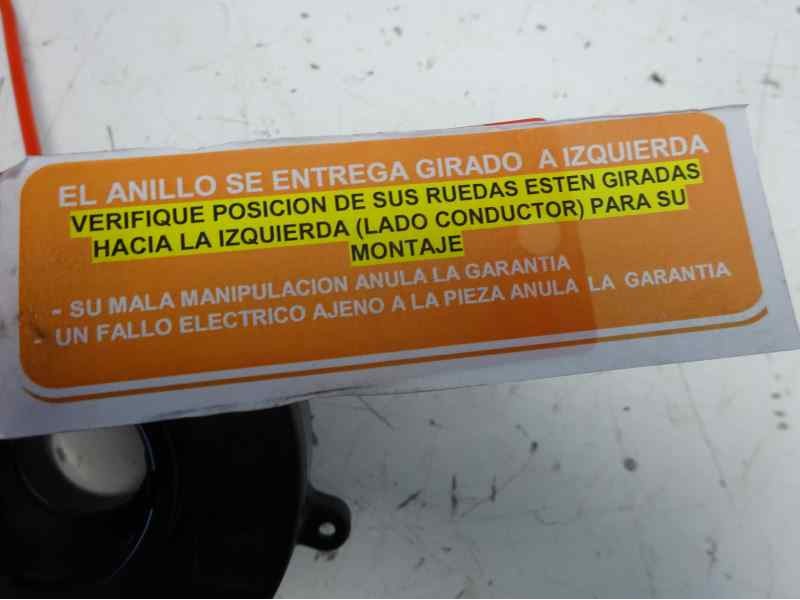 EL ANILLO SE ENTREGA GIRADO A IZQUIERDA
VERIFIQUE POSICION DE SUS RUEDAS ESTEN GIRADAS
HACIA LA IZQUIERDA (LADO CONDUCTOR) PARA SU
MONTAJE
- SU MALA MANIPULACION ANULA LA GARANTIA
- UN FALLO ELECTRICO AJENO A LA PIEZA ANULA LA GARANTIA